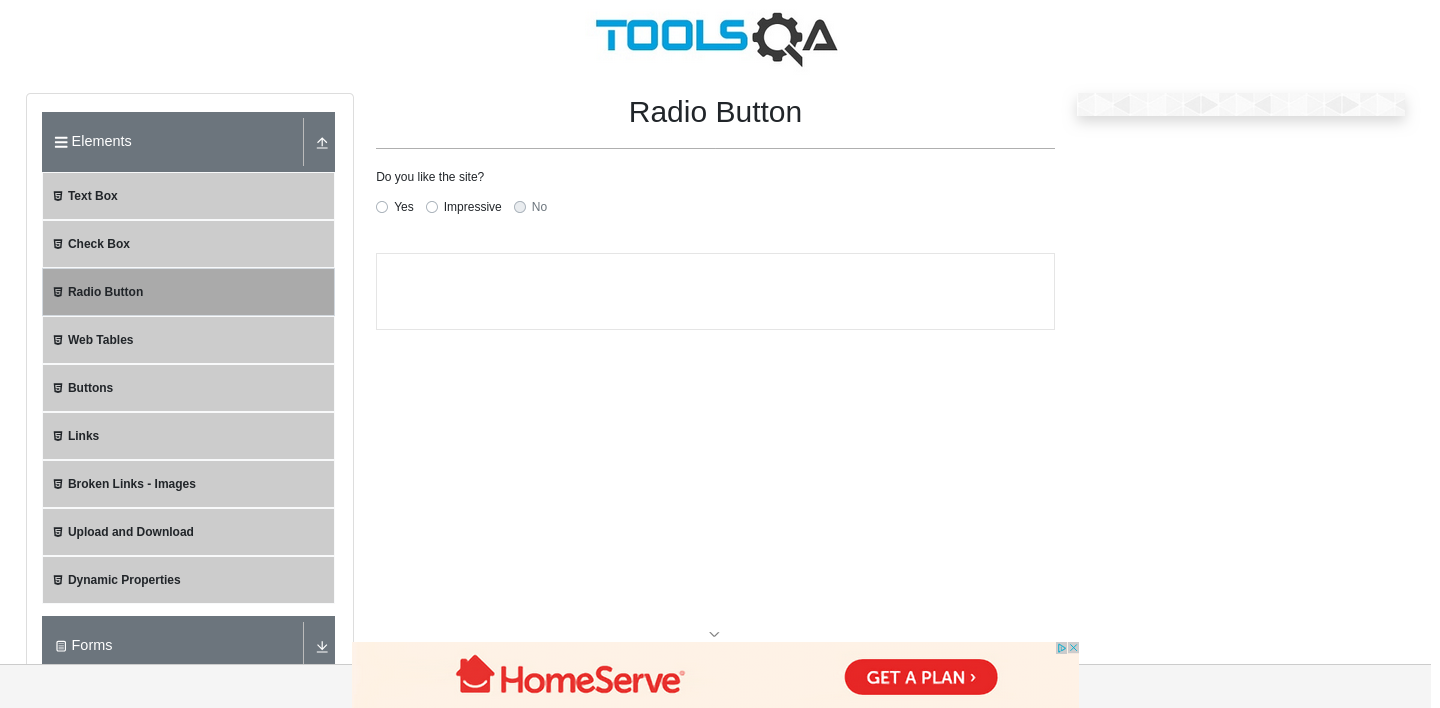 TOOLSQA
Elements
Text Box
Check Box
Radio Button
Web Tables
Buttons
Links
Broken Links - Images
Upload and Download
Dynamic Properties
Forms
Radio Button
Do you like the site?
Yes Impressive No
HomeServe® GET A PLAN ›